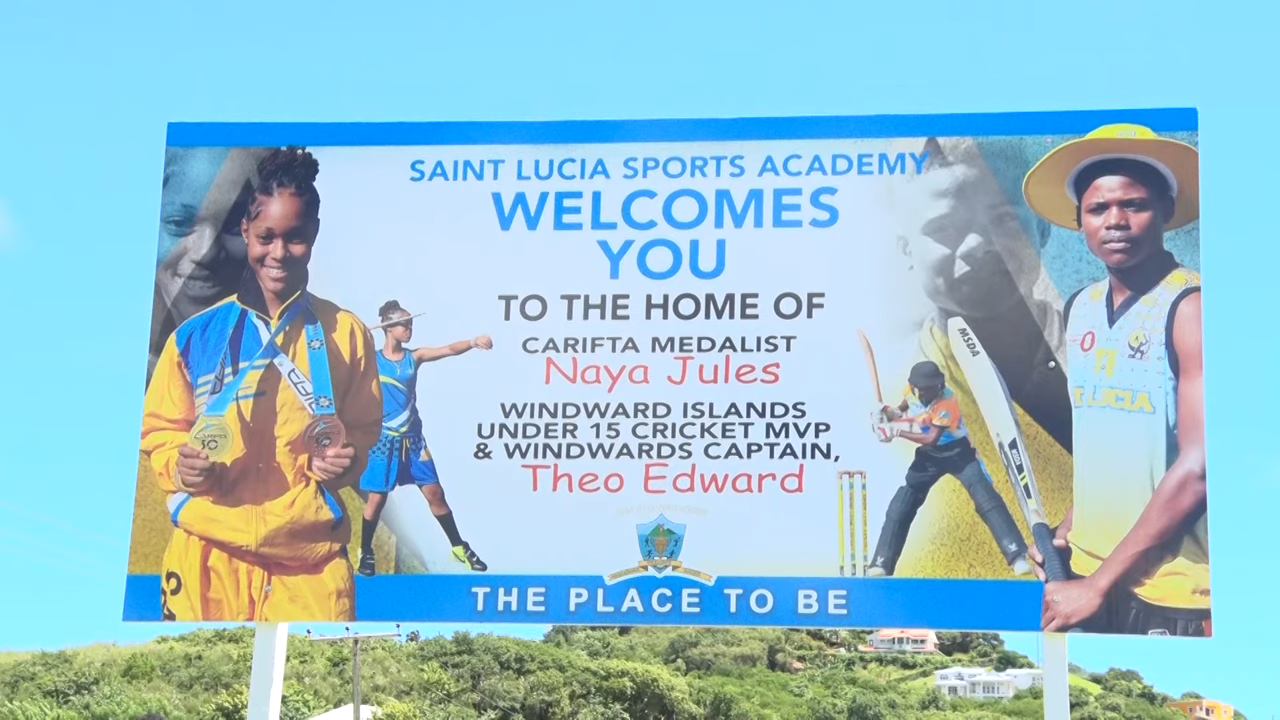 SAINT LUCIA SPORTS ACADEMY
WELCOMES
YOU
TO THE HOME OF
CARIFTA MEDALIST
Naya Jules
WINDWARD ISLANDS
UNDER 15 CRICKET MVP
& WINDWARDS CAPTAIN,
Theo Edward
THE PLACE TO BE
MSDA